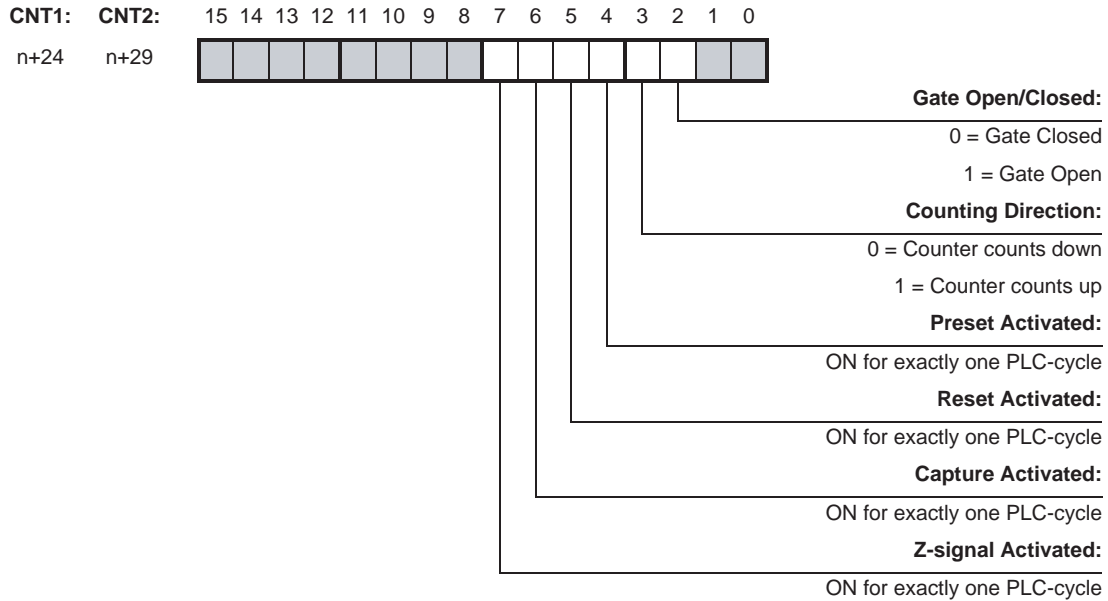 CNT1: CNT2: 15 14 13 12 11 10 9 8 7 6 5 4 3 2 1 0
n+24 n+29
Gate Open/Closed:
0 = Gate Closed
1 = Gate Open
Counting Direction:
0 = Counter counts down
1 = Counter counts up
Preset Activated:
ON for exactly one PLC-cycle
Reset Activated:
ON for exactly one PLC-cycle
Capture Activated:
ON for exactly one PLC-cycle
Z-signal Activated:
ON for exactly one PLC-cycle